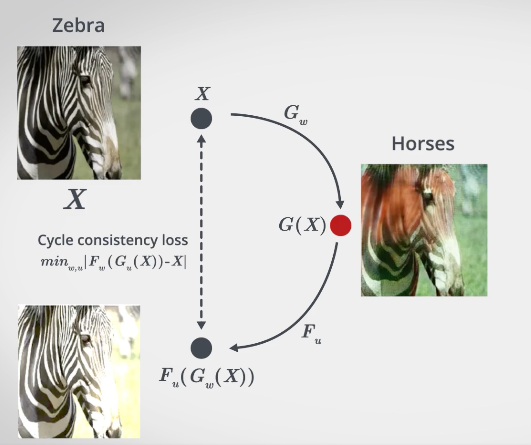 Zebra
X
X
G_w
Horses
G(X)
Cycle consistency loss
min_{w,u}|F_w(G_u(X))-X|
F_u
F_u(G_w(X))